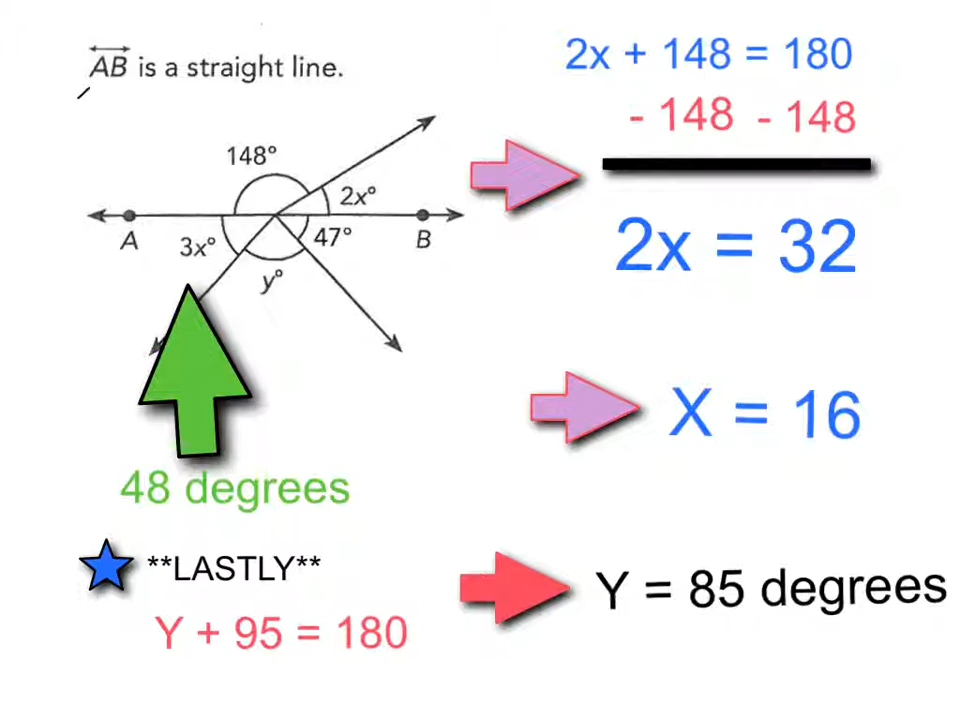 AB is a straight line.
2x + 148 = 180
- 148 - 148
148°
2x°
A
3x°
47°
B
y°
2x = 32
X = 16
48 degrees
**LASTLY**
Y + 95 = 180
Y = 85 degrees